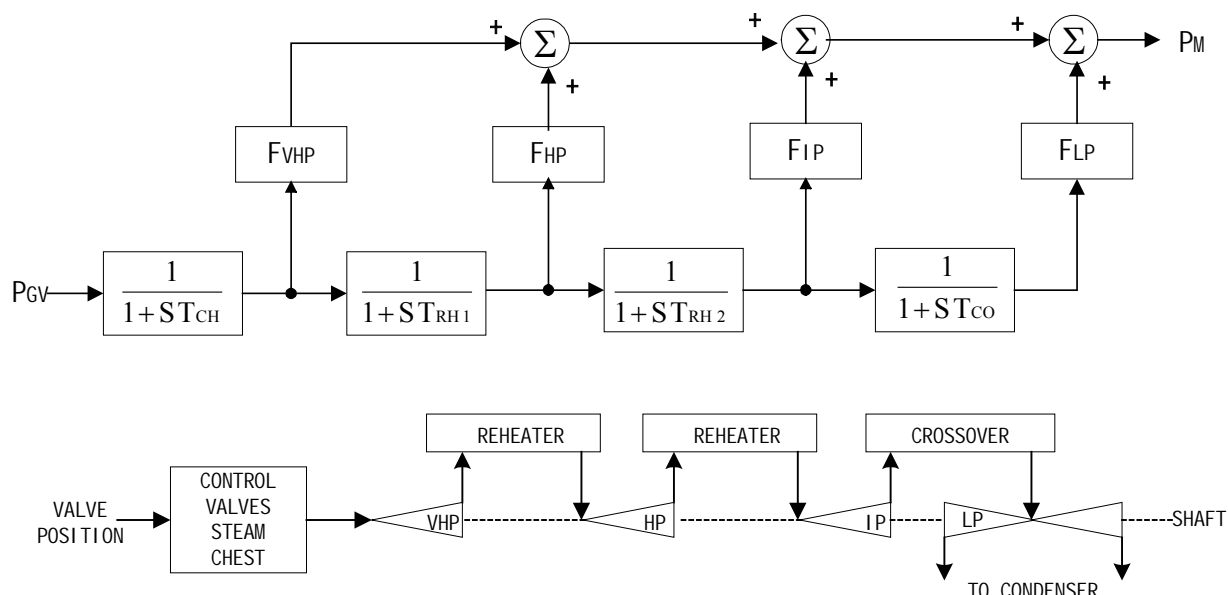 + Σ + Σ + Σ PM
+ + +
FVHP FHP FIP FLP
PGV 1/1+STCH 1/1+STRH1 1/1+STRH2 1/1+STCO
REHEATER REHEATER CROSSOVER
VALVE POSITION
CONTROL VALVES STEAM CHEST
VHP HP IP LP SHAFT
TO CONDENSER